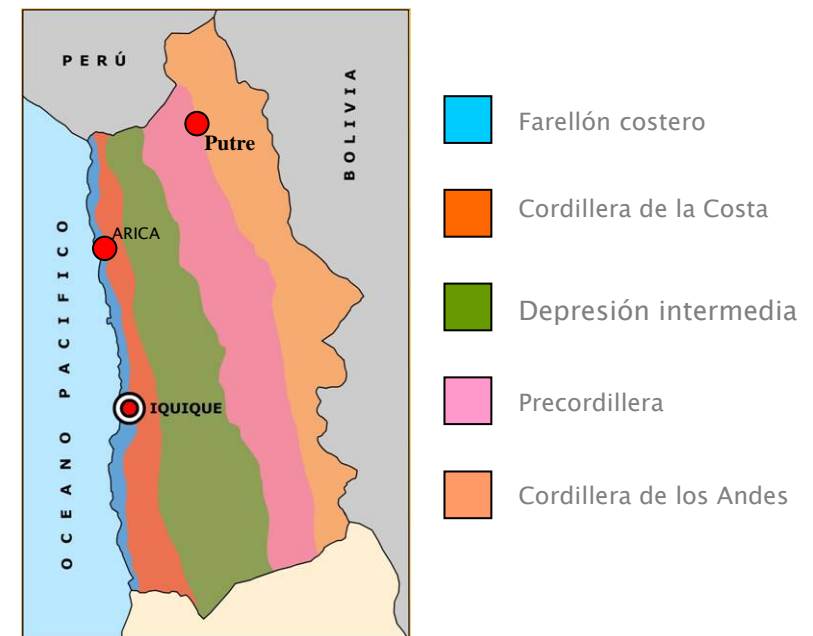 PERÚ
BOLIVIA
Putre
ARICA
OCEANO PACIFICO
IQUIQUE
Farellón costero
Cordillera de la Costa
Depresión intermedia
Precordillera
Cordillera de los Andes